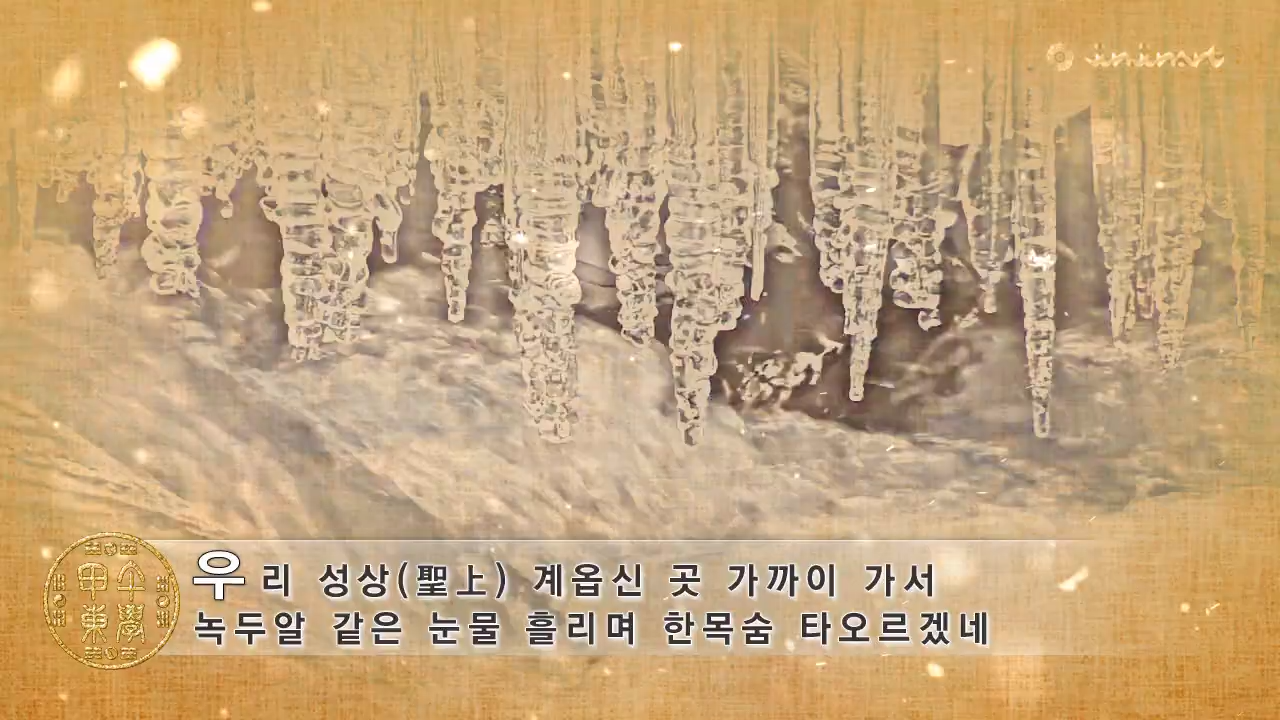 ininart
우리 성상(聖上) 계옵신 곳 가까이 가서
녹두알 같은 눈물 흘리며 한목숨 타오르겠네